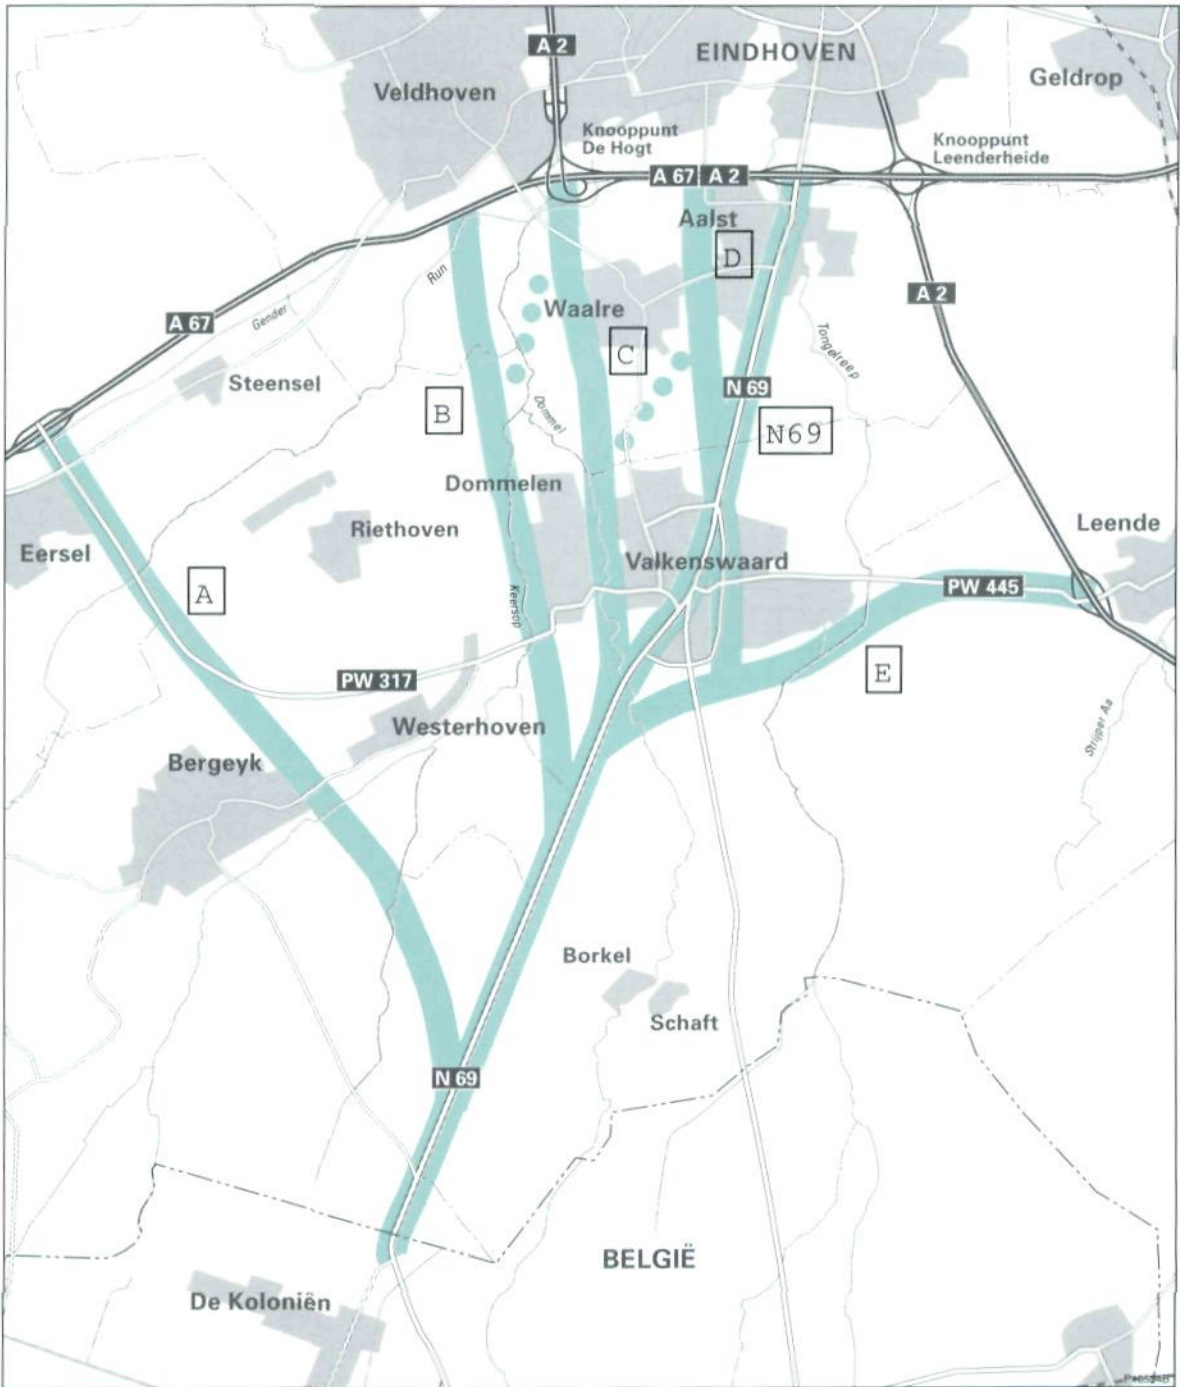 A 2
EINDHOVEN
Geldrop
Veldhoven
Knooppunt
De Hogt
Knooppunt
Leenderheide
A 67
A 2
Aalst
D
Run
A 2
Waalre
Gender
A 67
Tongelreep
C
Steensel
N 69
B
Dommel
N69
Dommelen
Riethoven
Leende
Eersel
Valkenswaard
A
Keersop
PW 445
E
PW 317
Westerhoven
Strijper Aa
Bergeyk
Borkel
Schaft
N 69
BELGIË
De Koloniën